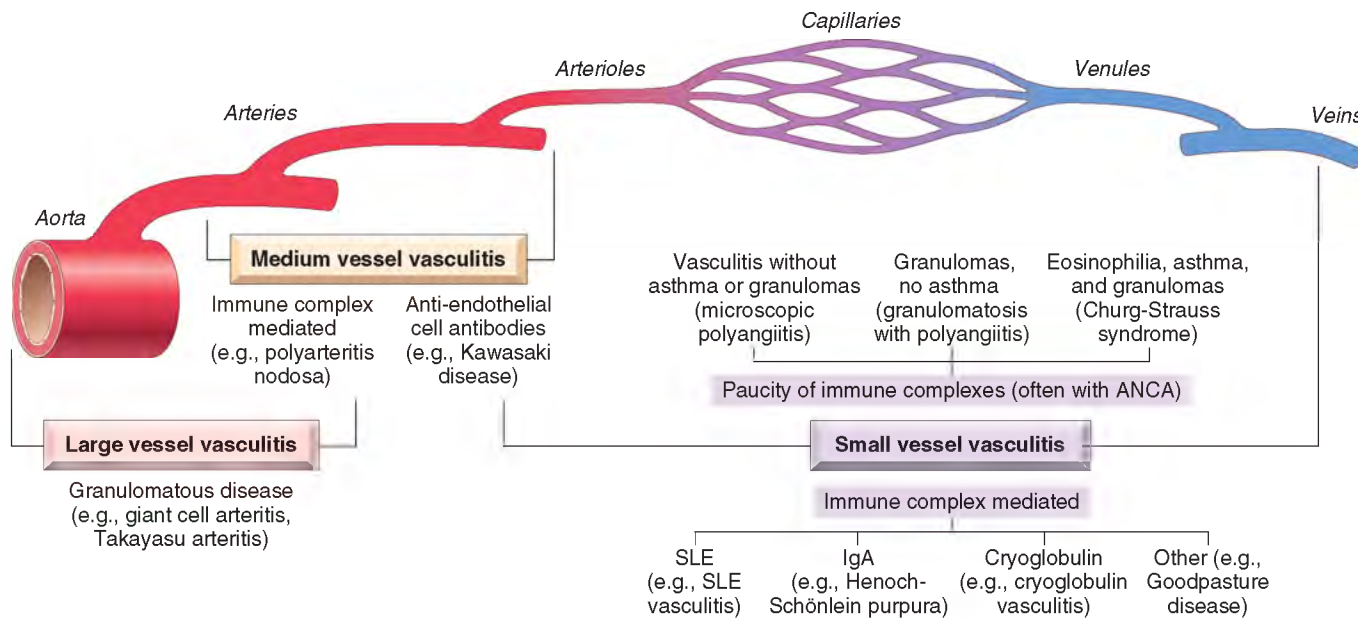 Capillaries
Arterioles
Venules
Arteries
Veins
Aorta
Medium vessel vasculitis
Immune complex
mediated
(e.g., polyarteritis
nodosa)
Anti-endothelial
cell antibodies
(e.g., Kawasaki
disease)
Vasculitis without
asthma or granulomas
(microscopic
polyangiitis)
Granulomas,
no asthma
(granulomatosis
with polyangiitis)
Eosinophilia, asthma,
and granulomas
(Churg-Strauss
syndrome)
Paucity of immune complexes (often with ANCA)
Large vessel vasculitis
Granulomatous disease
(e.g., giant cell arteritis,
Takayasu arteritis)
Small vessel vasculitis
Immune complex mediated
SLE
(e.g., SLE
vasculitis)
IgA
(e.g., Henoch-
Schönlein purpura)
Cryoglobulin
(e.g., cryoglobulin
vasculitis)
Other (e.g.,
Goodpasture
disease)